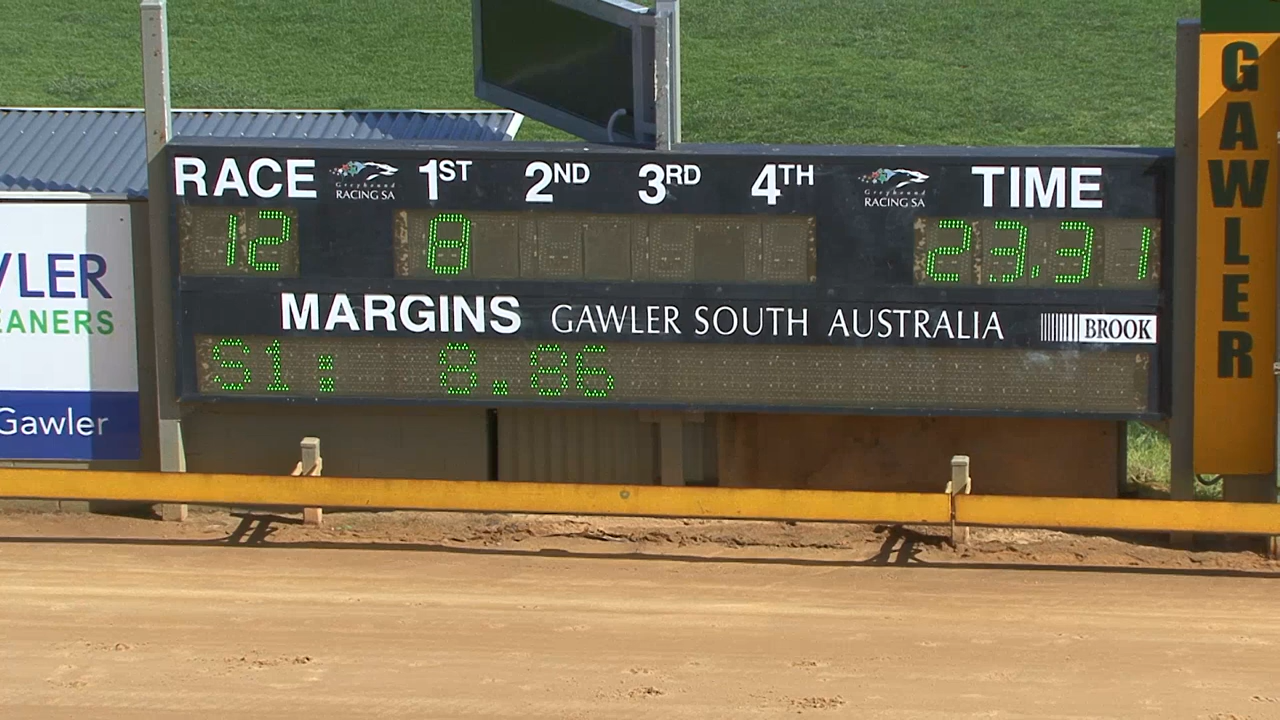 RACE Greyhound RACING SA 1ST 2ND 3RD 4TH Greyhound RACING SA TIME
12 8 23.31
MARGINS GAWLER SOUTH AUSTRALIA BROOK
S1: 8.86
GAWLER
VLER
EANERS
Gawler